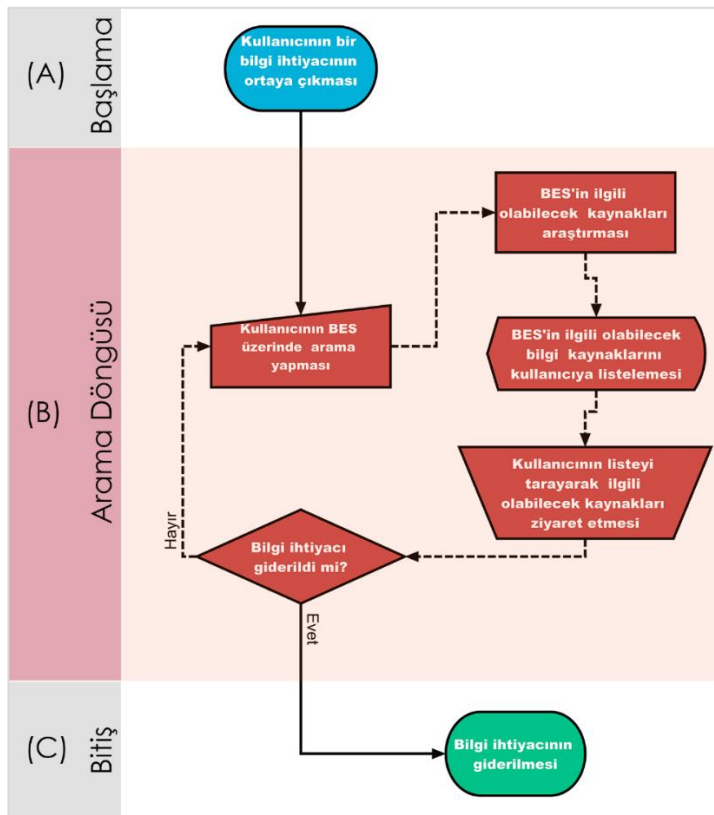 (A)
Başlama
Kullanıcının bir
bilgi ihtiyacının
ortaya çıkması
(B)
Arama Döngüsü
BES'in ilgili
olabilecek kaynakları
araştırması
Kullanıcının BES
üzerinde arama
yapması
BES'in ilgili olabilecek
bilgi kaynaklarını
kullanıcıya listelemesi
Kullanıcının listeyi
tarayarak ilgili
olabilecek kaynakları
ziyaret etmesi
Bilgi ihtiyacı
giderildi mi?
Hayır
Evet
(C)
Bitiş
Bilgi ihtiyacının
giderilmesi